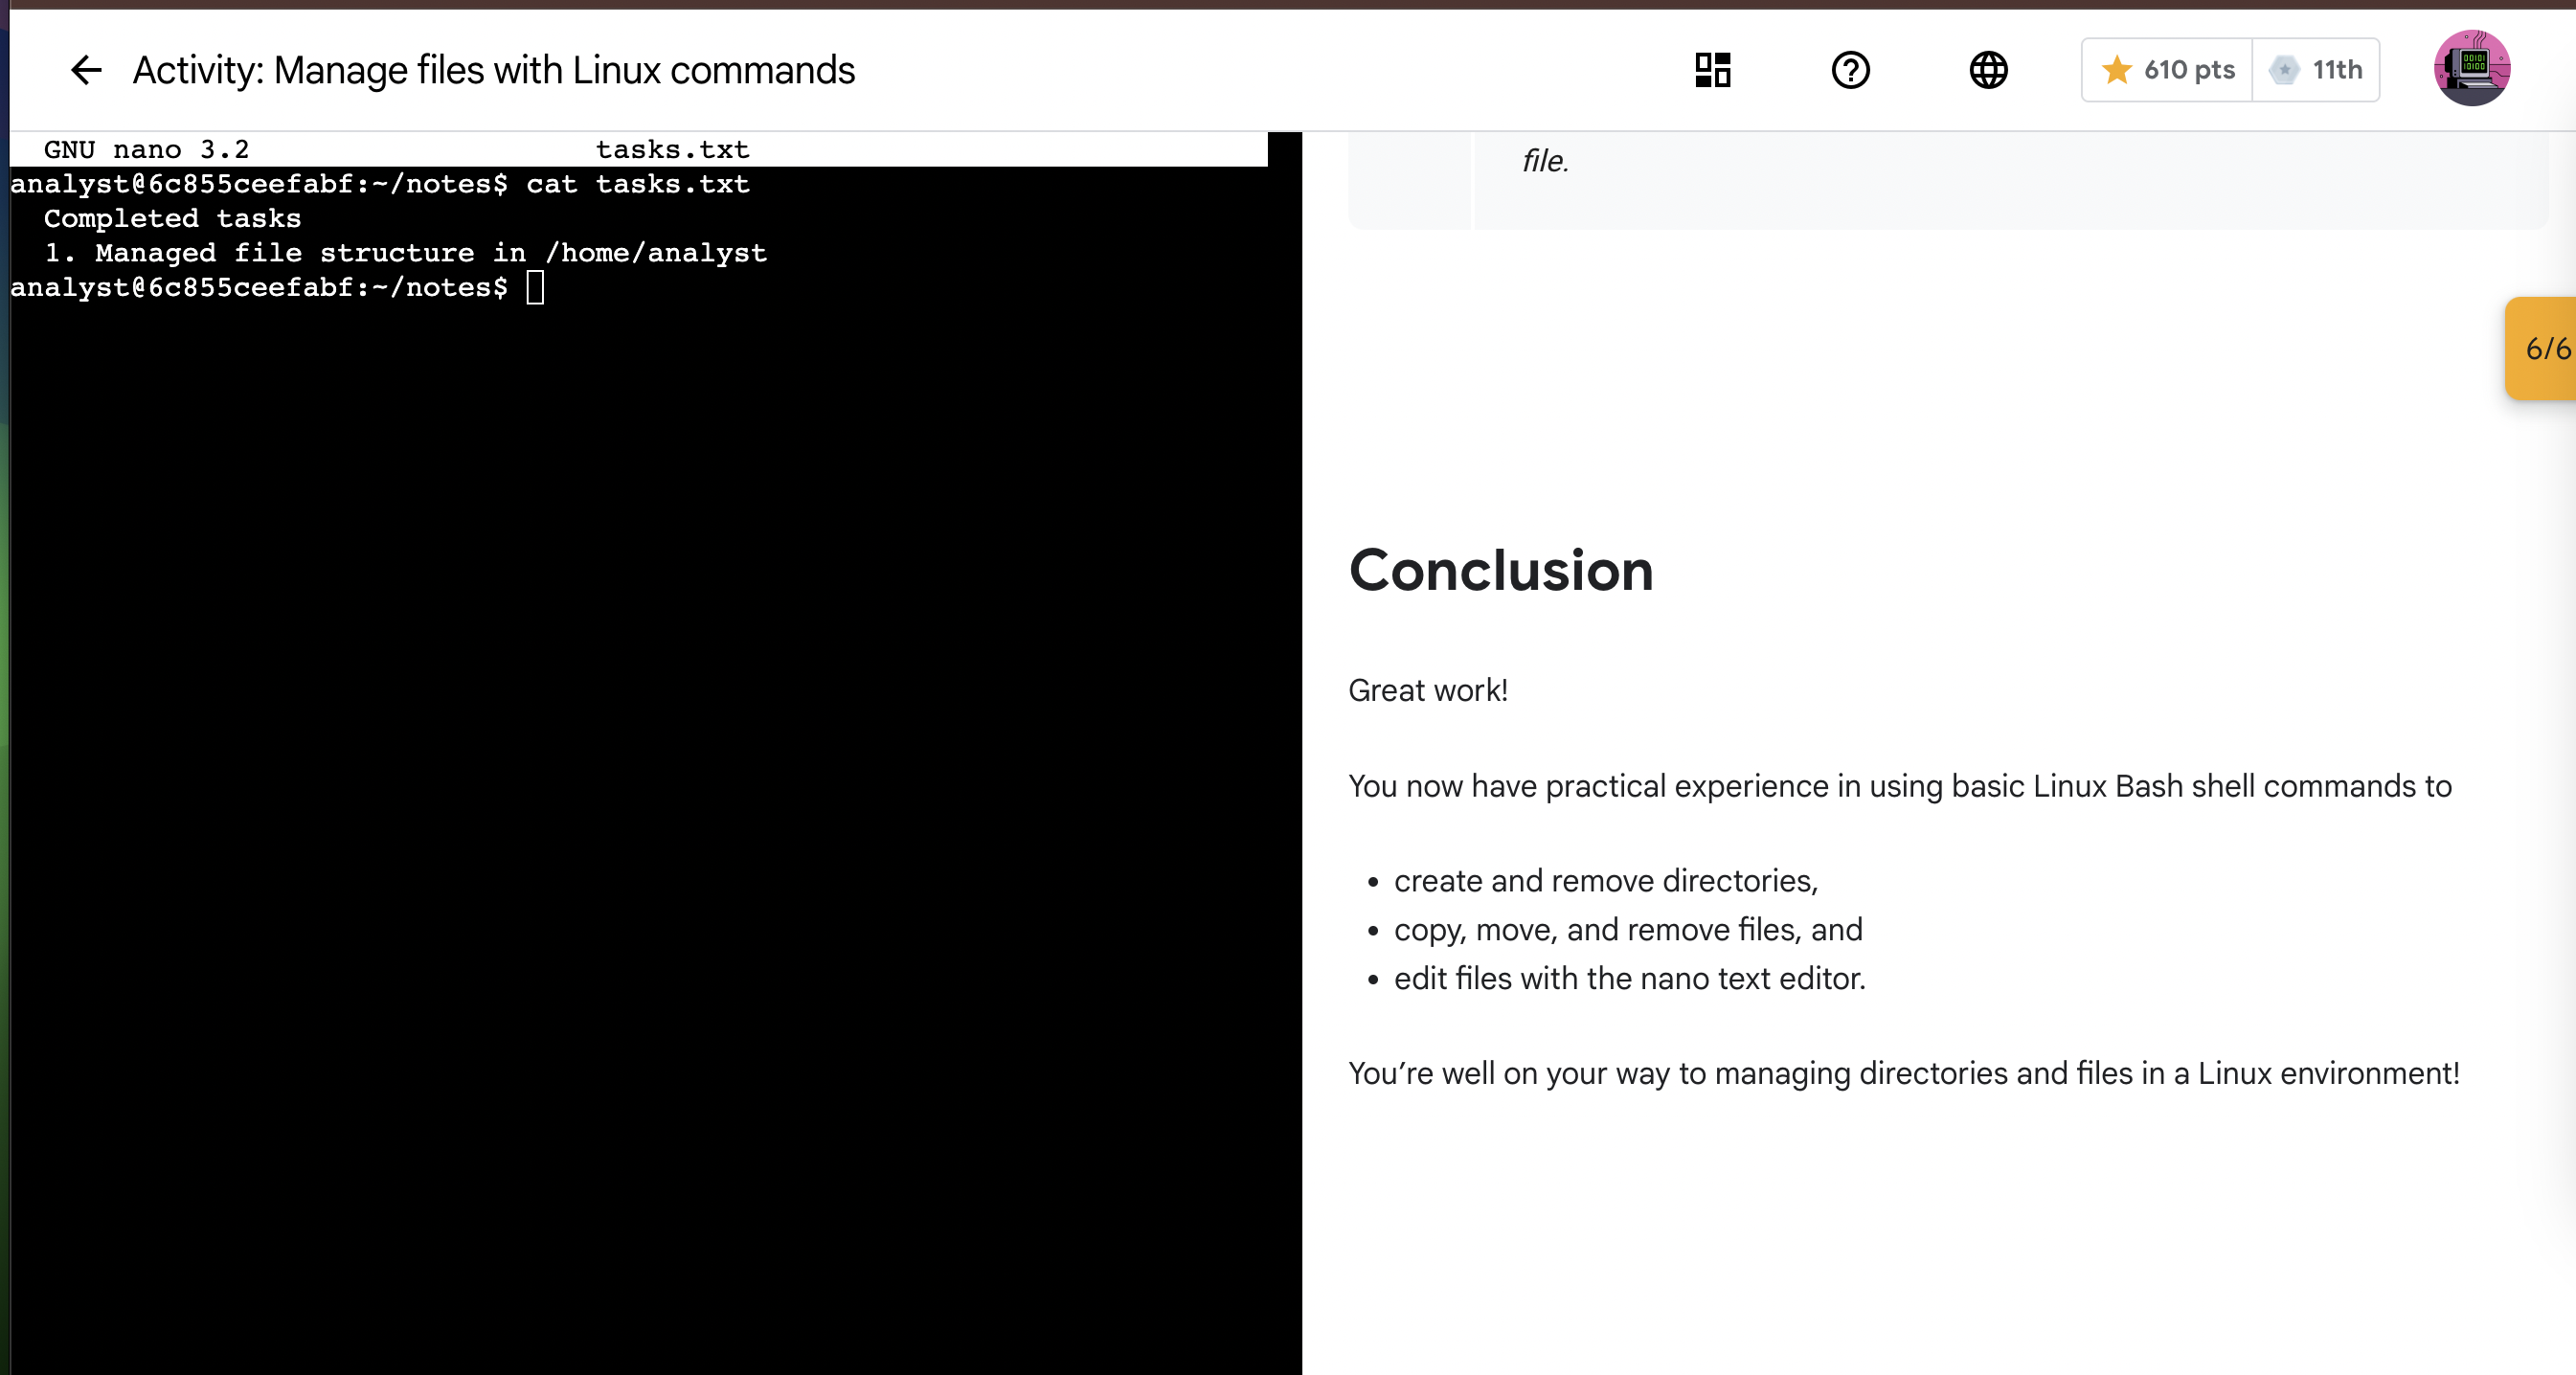 Activity: Manage files with Linux commands
610 pts
11th
GNU nano 3.2 tasks.txt
analyst@6c855ceefabf:~/notes$ cat tasks.txt
Completed tasks
1. Managed file structure in /home/analyst
analyst@6c855ceefabf:~/notes$
file.
6/6
Conclusion
Great work!
You now have practical experience in using basic Linux Bash shell commands to
• create and remove directories,
• copy, move, and remove files, and
• edit files with the nano text editor.
You’re well on your way to managing directories and files in a Linux environment!